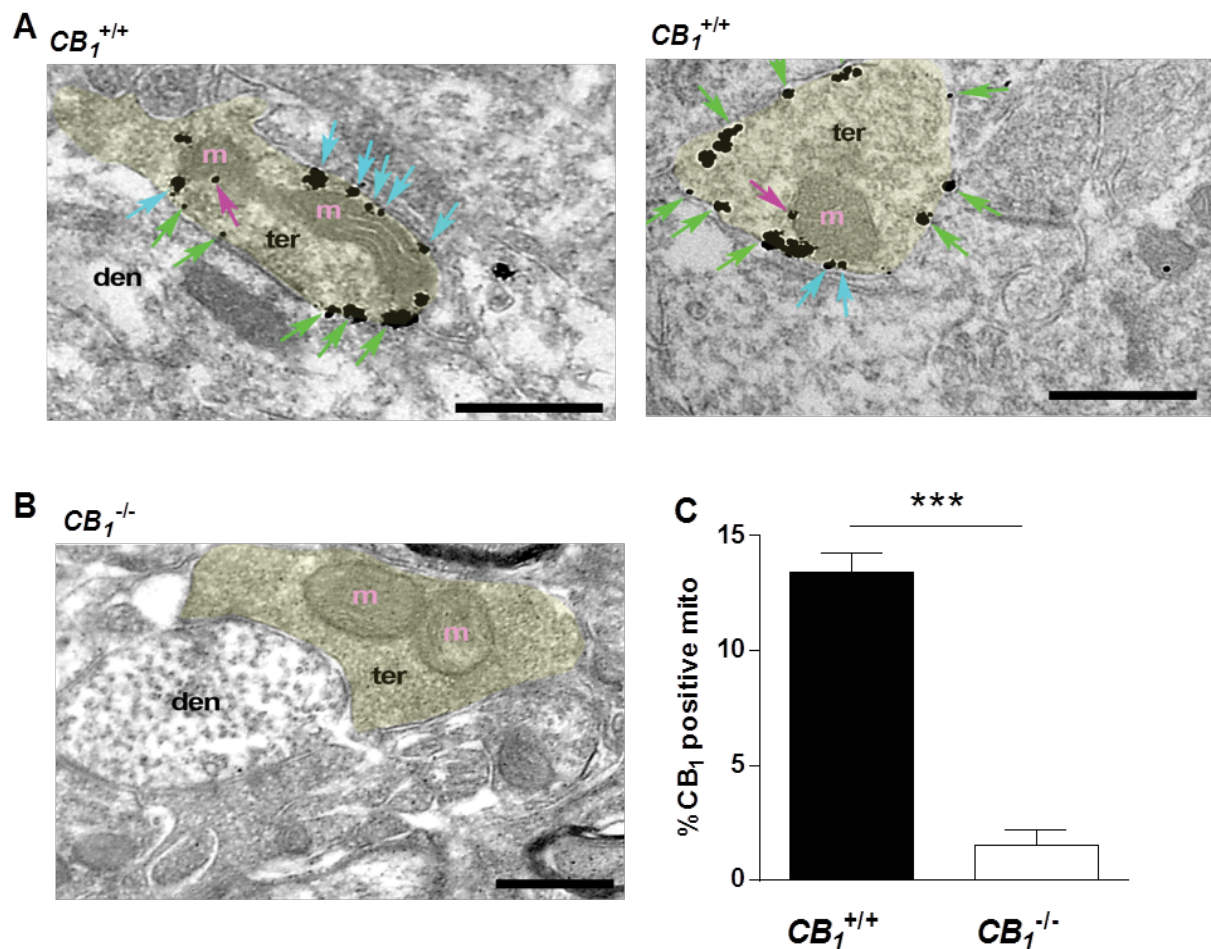 A
CB₁⁺/⁺
CB₁⁺/⁺
m
m
ter
den
ter
m
B
CB₁⁻/⁻
m
m
ter
den
C
***
15
10
5
0
% CB₁ positive mito
CB₁⁺/⁺ CB₁⁻/⁻